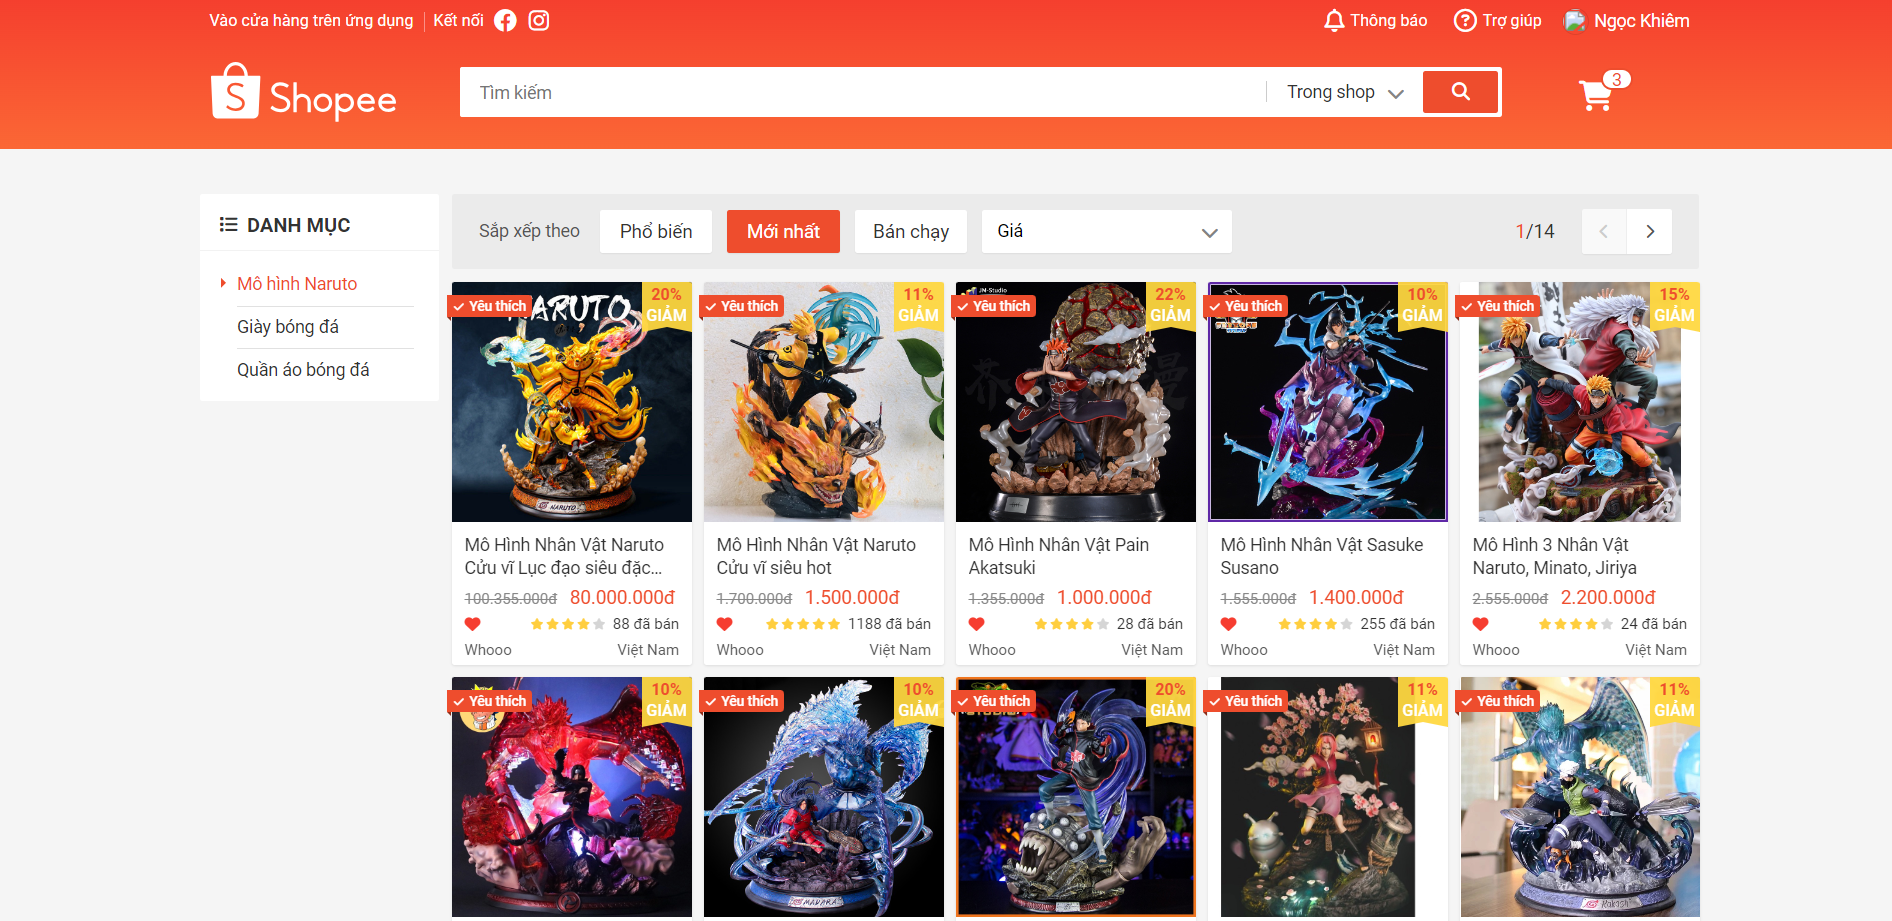 Vào cửa hàng trên ứng dụng
Kết nối
Thông báo
Trợ giúp
Ngọc Khiêm
Shopee
Tìm kiếm
Trong shop
3
DANH MỤC
Mô hình Naruto
Giày bóng đá
Quần áo bóng đá
Sắp xếp theo
Phổ biến
Mới nhất
Bán chạy
Giá
1/14
Yêu thích
20%
GIẢM
NARUTO
Yêu thích
11%
GIẢM
JM-Studio
Yêu thích
22%
GIẢM
Yêu thích
10%
GIẢM
Yêu thích
15%
GIẢM
Mô Hình Nhân Vật Naruto
Cửu vĩ Lục đạo siêu đặc...
100.355.000đ 80.000.000đ
88 đã bán
Whooo Việt Nam
Mô Hình Nhân Vật Naruto
Cửu vĩ siêu hot
1.700.000đ 1.500.000đ
1188 đã bán
Whooo Việt Nam
Mô Hình Nhân Vật Pain
Akatsuki
1.355.000đ 1.000.000đ
28 đã bán
Whooo Việt Nam
Mô Hình Nhân Vật Sasuke
Susano
1.555.000đ 1.400.000đ
255 đã bán
Whooo Việt Nam
Mô Hình 3 Nhân Vật
Naruto, Minato, Jiriya
2.555.000đ 2.200.000đ
24 đã bán
Whooo Việt Nam
Yêu thích
10%
GIẢM
Yêu thích
10%
GIẢM
MADARA
Yêu thích
20%
GIẢM
Yêu thích
11%
GIẢM
Yêu thích
11%
GIẢM
Kakashi